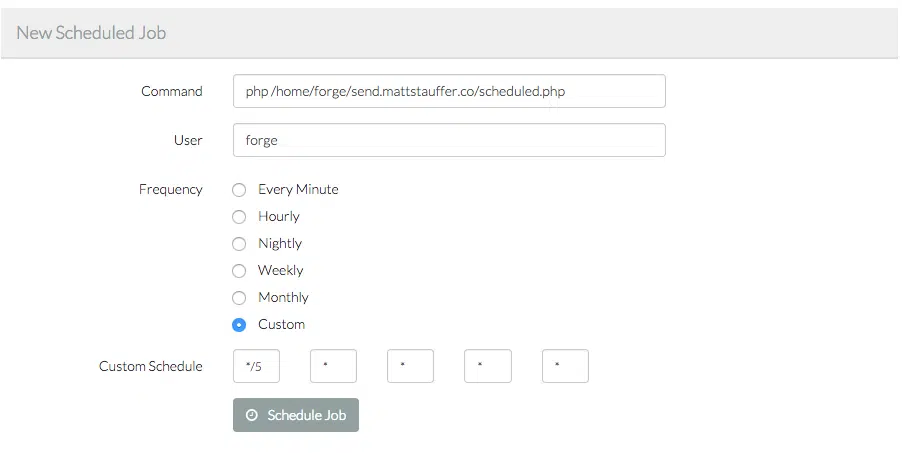 New Scheduled Job
Command php /home/forge/send.mattstauffer.co/scheduled.php
User forge
Frequency Every Minute
Hourly
Nightly
Weekly
Monthly
Custom
Custom Schedule */5 * * * *
Schedule Job